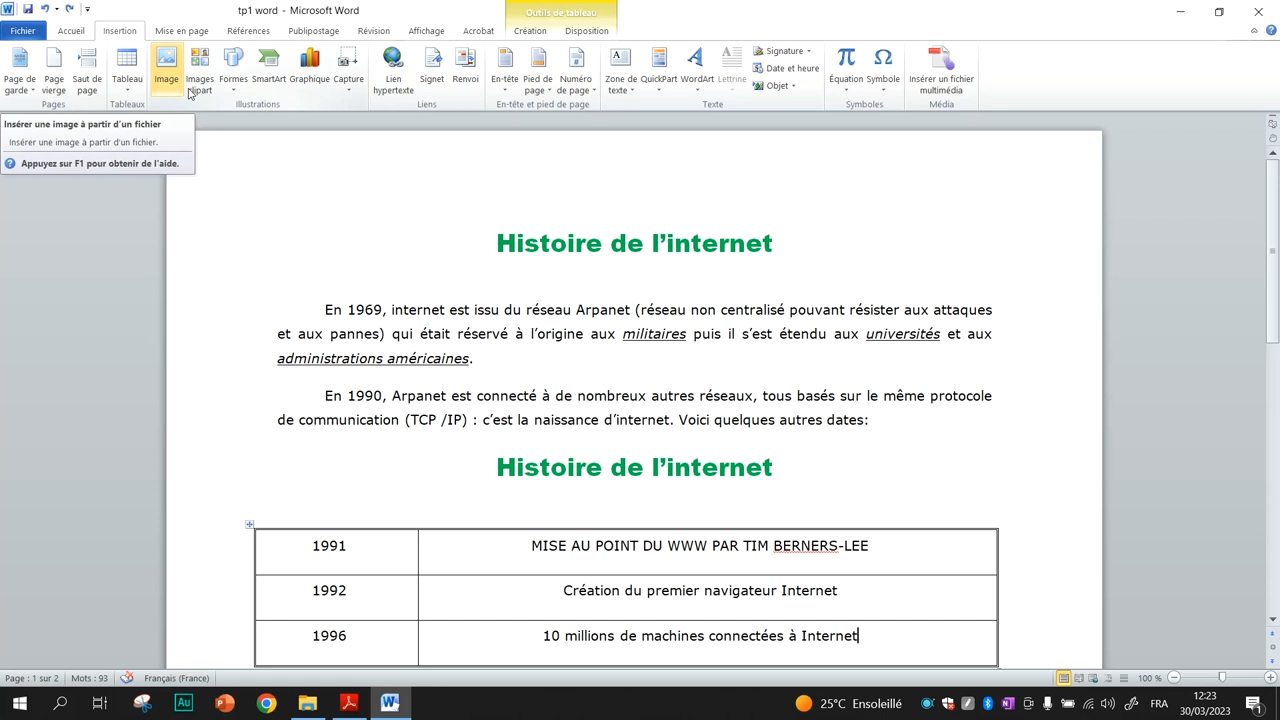 tp1 word - Microsoft Word
Outils de tableau
Fichier Accueil Insertion Mise en page Références Publipostage Révision Affichage Acrobat Création Disposition
Page de garde Page vierge Saut de page Tableau Image Images clipart Formes SmartArt Graphique Capture Lien hypertexte Signet Renvoi En-tête Pied de page Numéro de page Zone de texte QuickPart WordArt Lettrine Signature Date et heure Objet Équation Symbole Insérer un fichier multimédia
Pages Tableaux Illustrations Liens En-tête et pied de page Texte Symboles Média
Insérer une image à partir d'un fichier
Insérer une image à partir d'un fichier.
Appuyez sur F1 pour obtenir de l'aide.
Histoire de l’internet
En 1969, internet est issu du réseau Arpanet (réseau non centralisé pouvant résister aux attaques
et aux pannes) qui était réservé à l’origine aux militaires puis il s’est étendu aux universités et aux
administrations américaines.
En 1990, Arpanet est connecté à de nombreux autres réseaux, tous basés sur le même protocole
de communication (TCP /IP) : c’est la naissance d’internet. Voici quelques autres dates:
Histoire de l’internet
1991 MISE AU POINT DU WWW PAR TIM BERNERS-LEE
1992 Création du premier navigateur Internet
1996 10 millions de machines connectées à Internet
Page : 1 sur 2 Mots : 93 Français (France) 100 %
25°C Ensoleillé FRA 12:23
30/03/2023